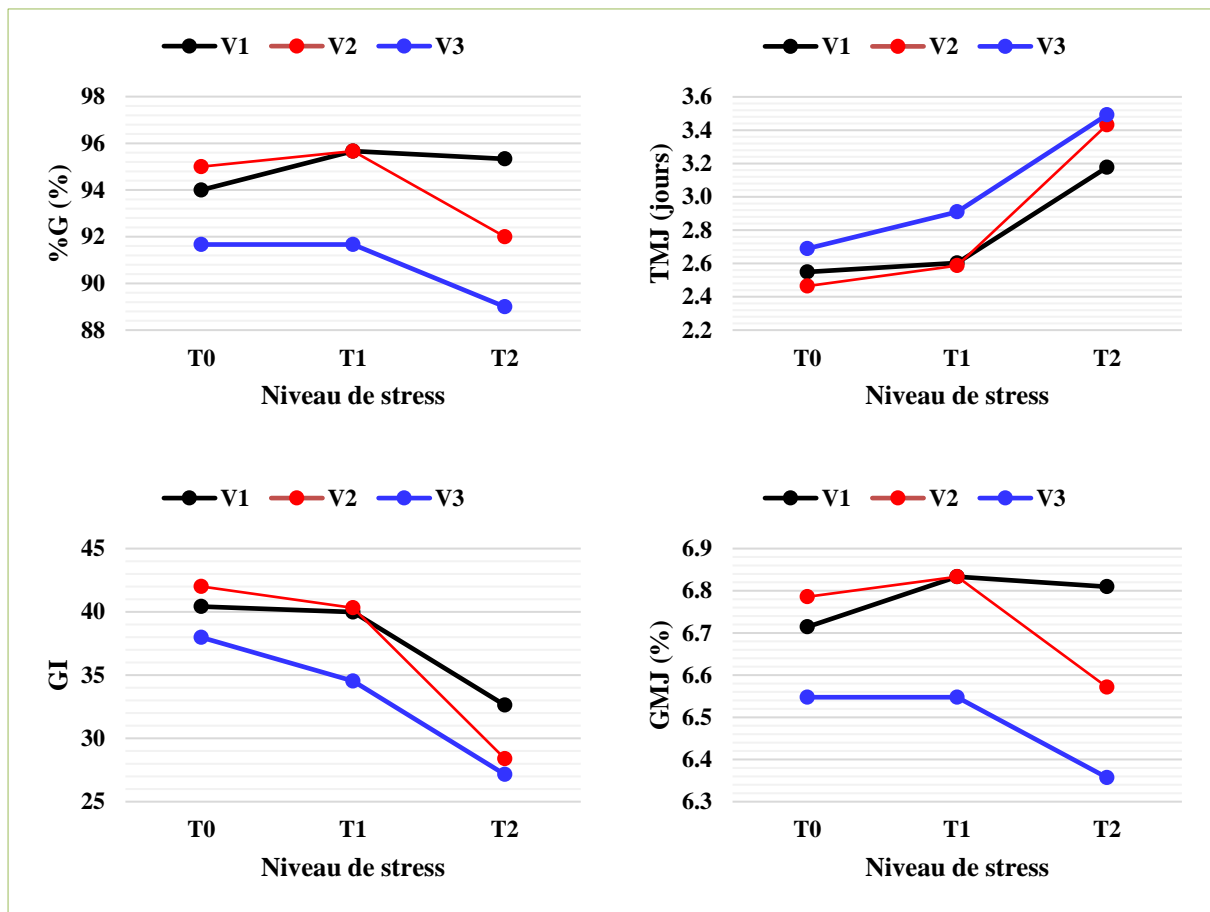 V1 V2 V3
98
96
94
92
90
88
%G (%)
T0 T1 T2
Niveau de stress
V1 V2 V3
3.6
3.4
3.2
3.0
2.8
2.6
2.4
2.2
TMJ (jours)
T0 T1 T2
Niveau de stress
V1 V2 V3
45
40
35
30
25
GI
T0 T1 T2
Niveau de stress
V1 V2 V3
6.9
6.8
6.7
6.6
6.5
6.4
6.3
GMJ (%)
T0 T1 T2
Niveau de stress